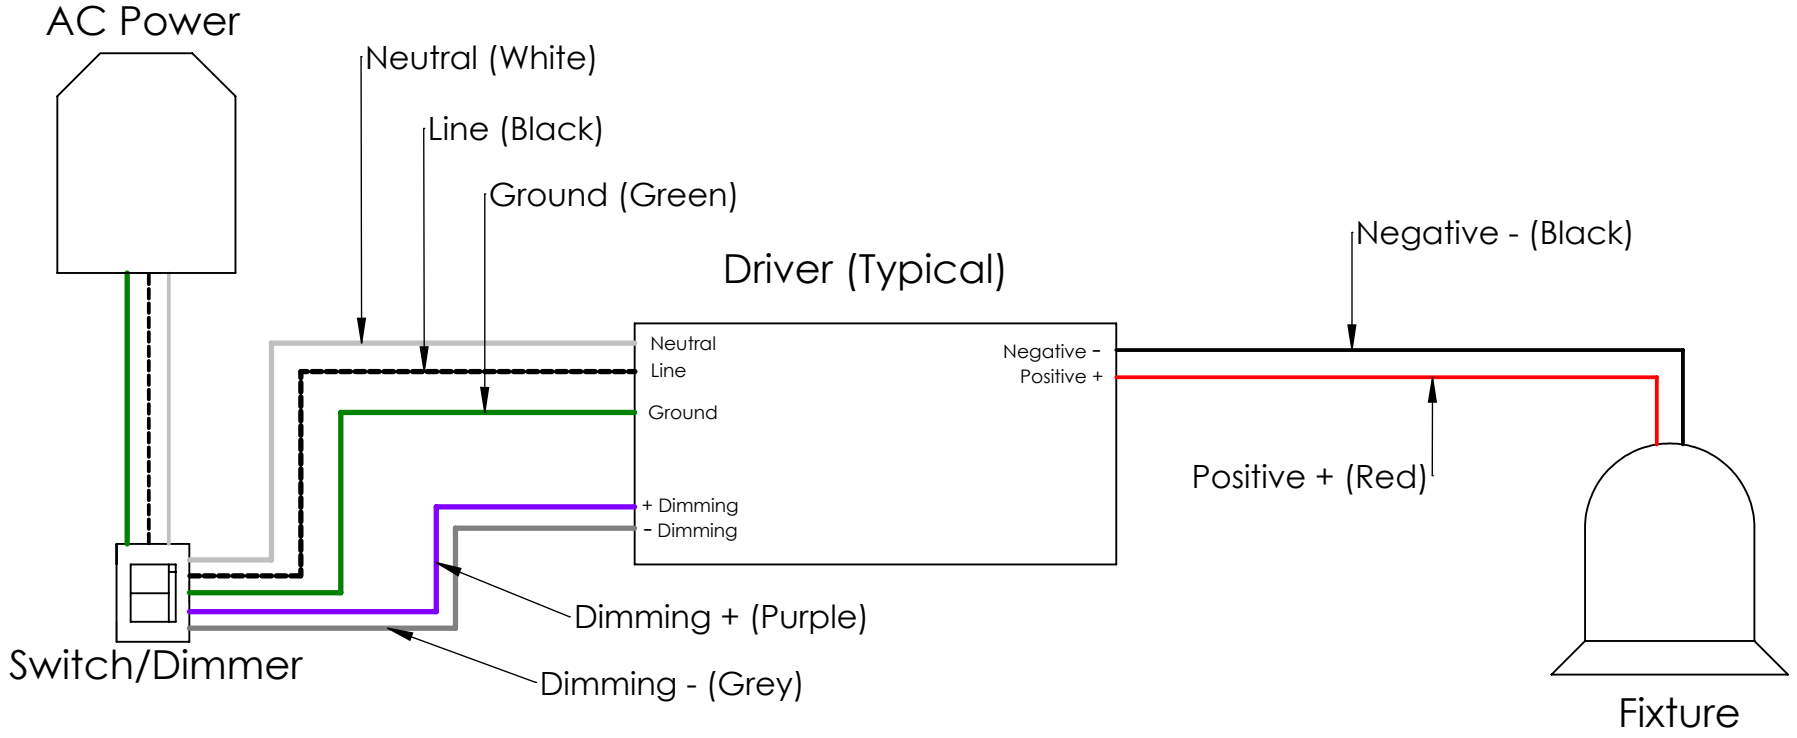 AC Power
Neutral (White)
Line (Black)
Ground (Green)
Negative - (Black)
Driver (Typical)
Neutral
Line
Ground
Negative -
Positive +
Positive + (Red)
+ Dimming
- Dimming
Dimming + (Purple)
Switch/Dimmer
Dimming - (Grey)
Fixture